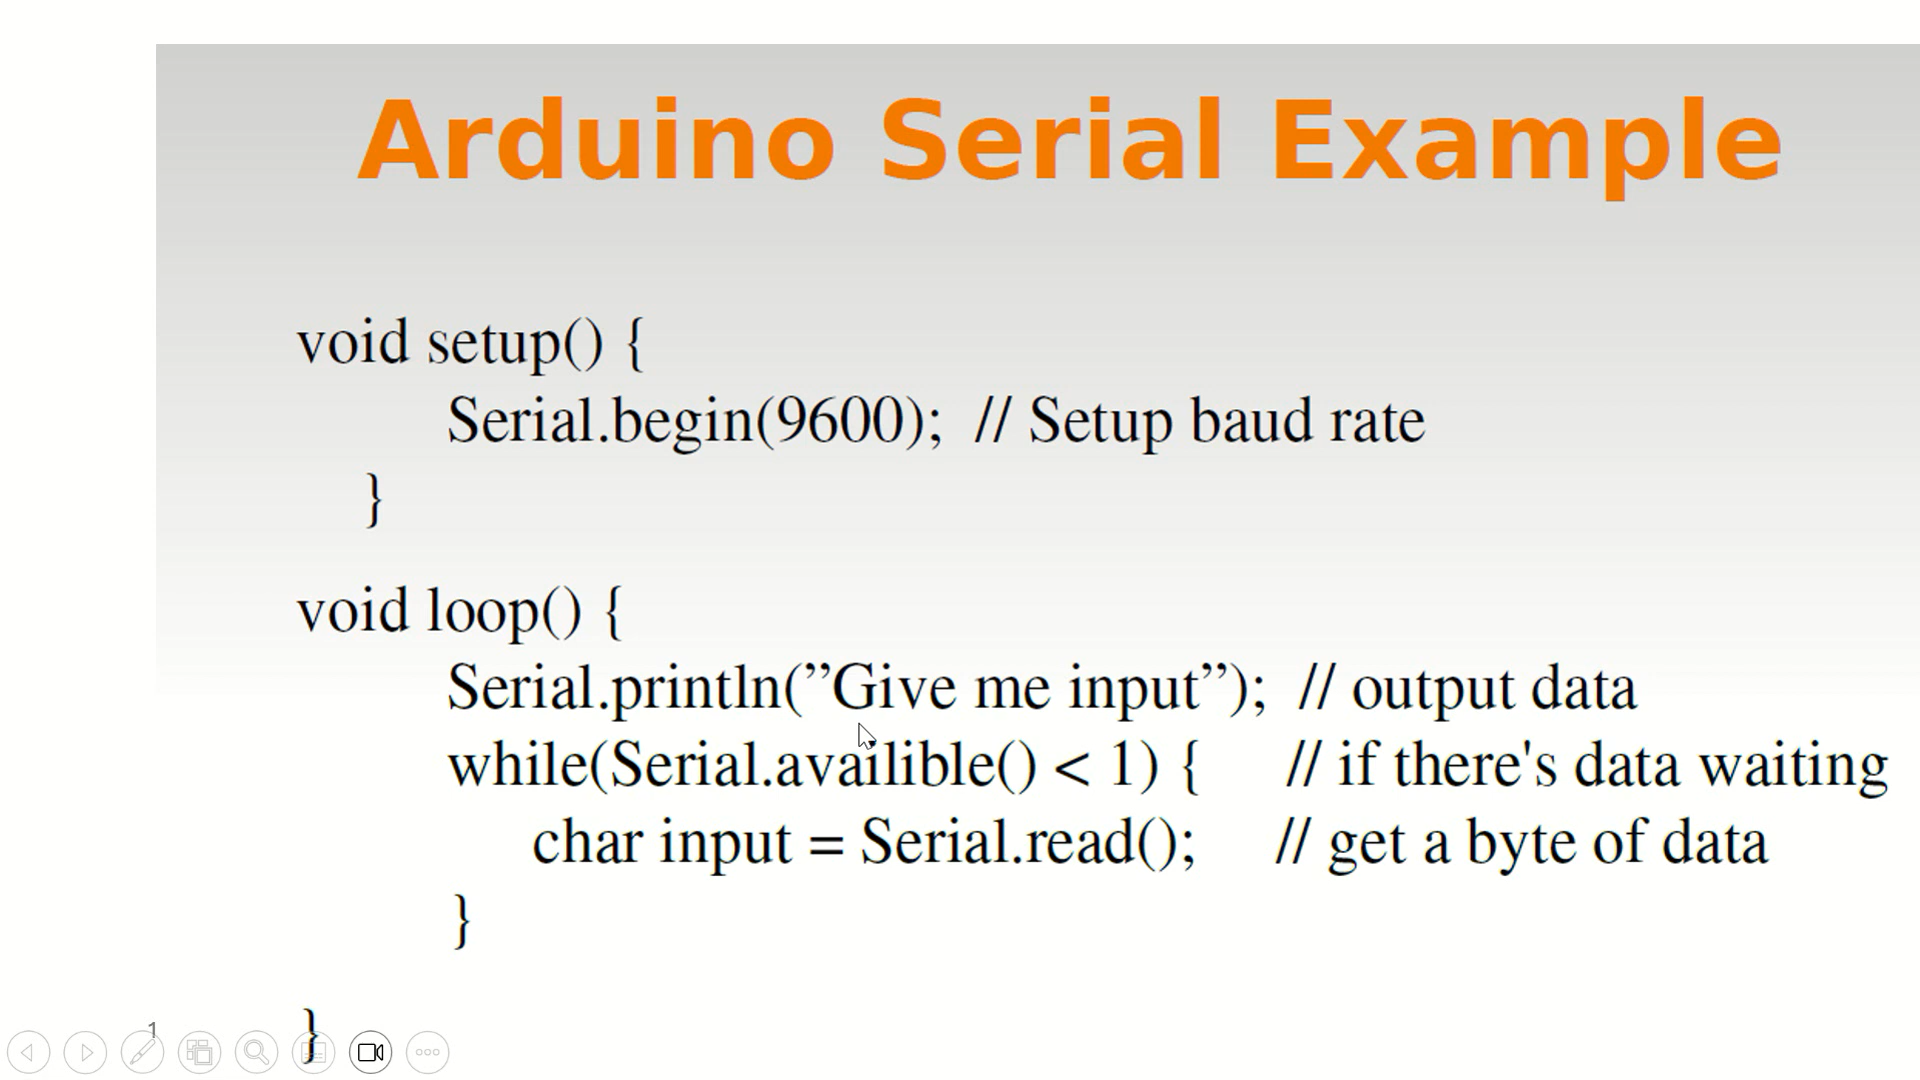 Arduino Serial Example
void setup() {
Serial.begin(9600); // Setup baud rate
}
void loop() {
Serial.println(”Give me input”); // output data
while(Serial.availible() < 1) { // if there's data waiting
char input = Serial.read(); // get a byte of data
}
}
1